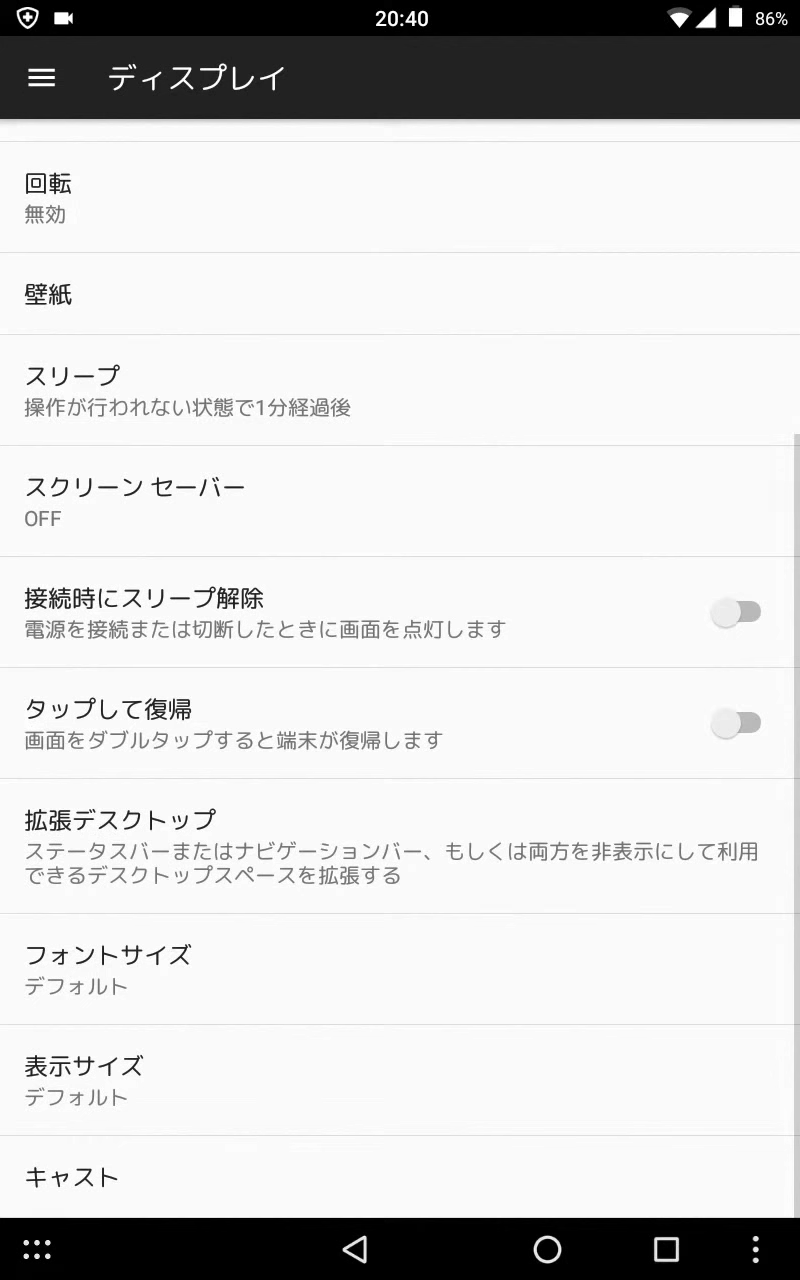 20:40
86%
ディスプレイ
回転
無効
壁紙
スリープ
操作が行われない状態で1分経過後
スクリーン セーバー
OFF
接続時にスリープ解除
電源を接続または切断したときに画面を点灯します
タップして復帰
画面をダブルタップすると端末が復帰します
拡張デスクトップ
ステータスバーまたはナビゲーションバー、もしくは両方を非表示にして利用
できるデスクトップスペースを拡張する
フォントサイズ
デフォルト
表示サイズ
デフォルト
キャスト